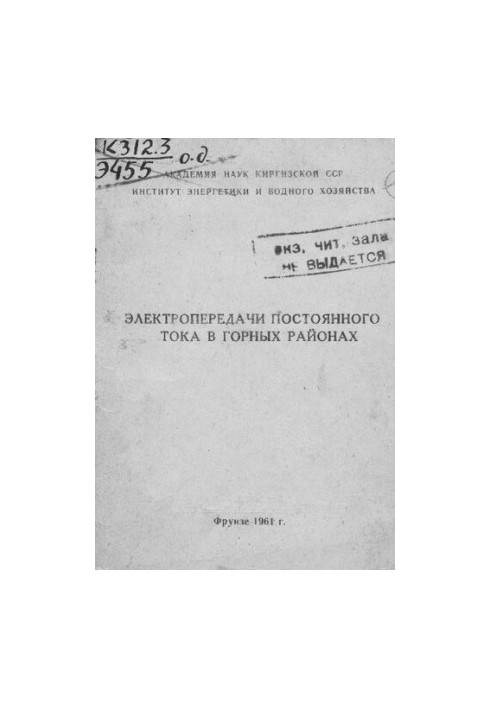 К312.3
Э455 о.д.
АКАДЕМИЯ НАУК КИРГИЗСКОЙ ССР
ИНСТИТУТ ЭНЕРГЕТИКИ И ВОДНОГО ХОЗЯЙСТВА
экз. чит. зала
НЕ ВЫДАЕТСЯ
ЭЛЕКТРОПЕРЕДАЧИ ПОСТОЯННОГО
ТОКА В ГОРНЫХ РАЙОНАХ
Фрунзе 1961 г.